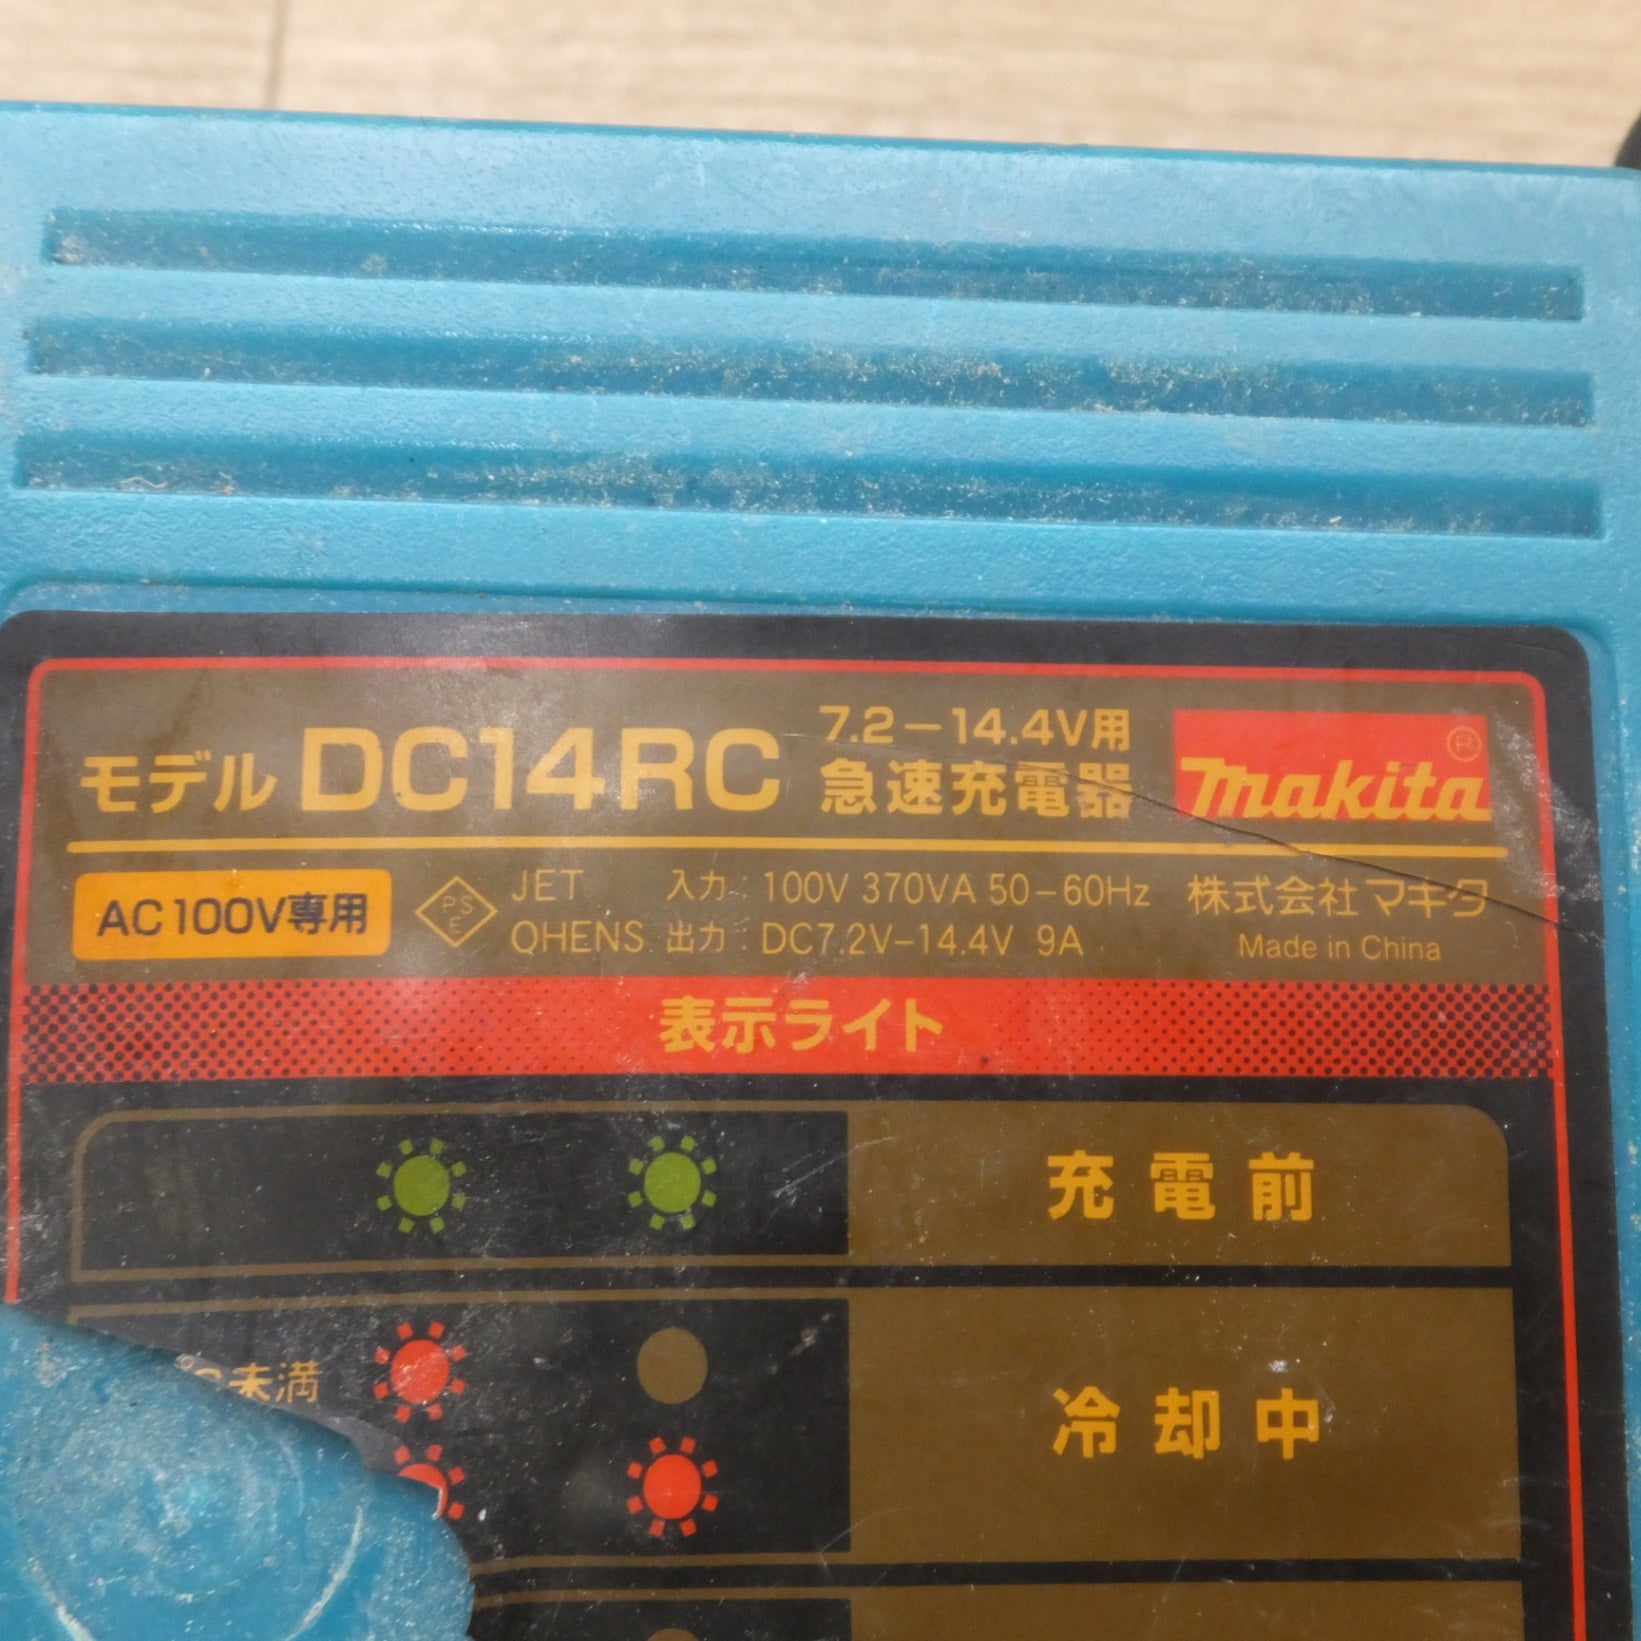 モデル DC14RC
7.2-14.4V用
急速充電器
makita ®
AC100V専用
PSE
JET
QHENS
入力: 100V 370VA 50-60Hz
出力: DC7.2V-14.4V 9A
株式会社マキタ
Made in China
表示ライト
充電前
未満
冷却中